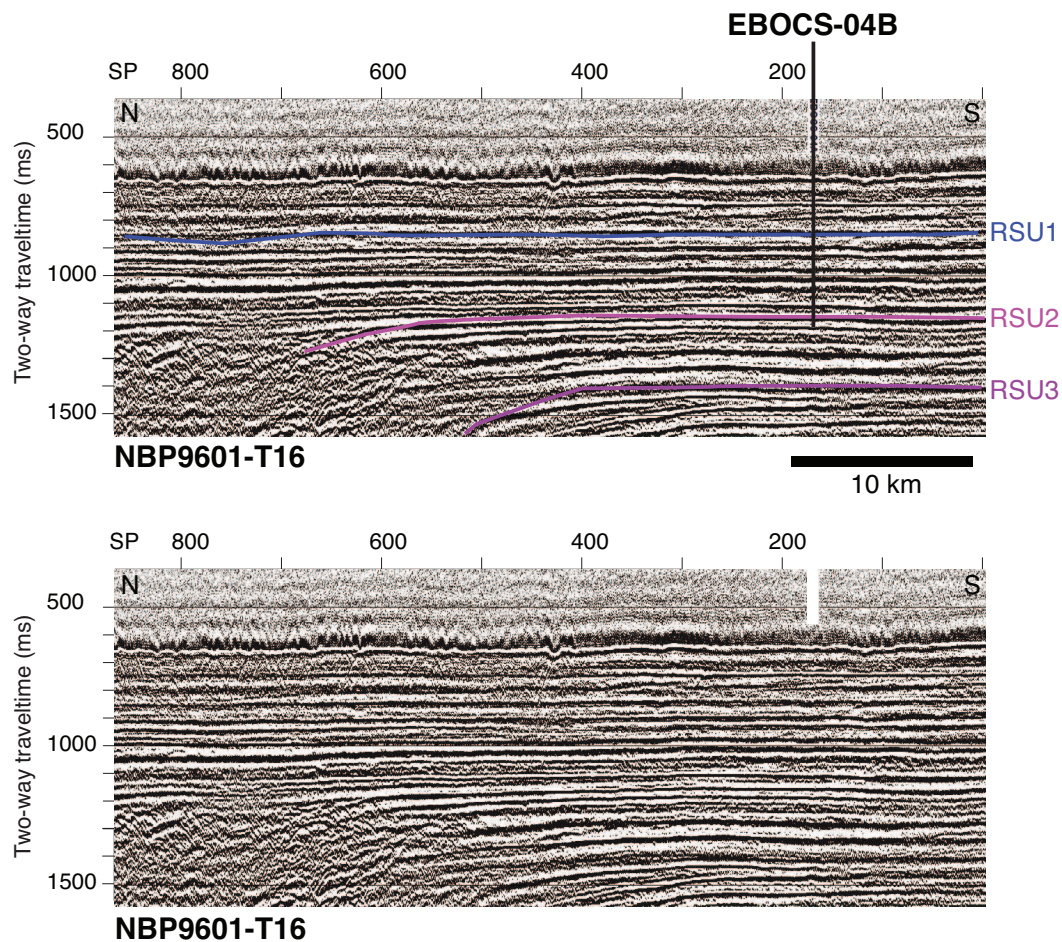 EBOCS-04B
SP 800 600 400 200
N S
500
RSU1
1000
RSU2
RSU3
1500
Two-way traveltime (ms)
NBP9601-T16
10 km
SP 800 600 400 200
N S
500
1000
1500
Two-way traveltime (ms)
NBP9601-T16